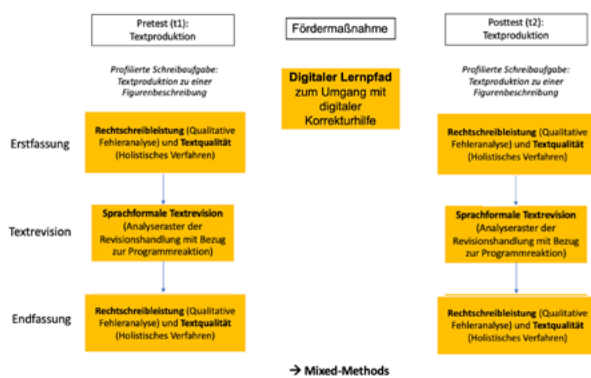 Pretest (t1):
Textproduktion
Fördermaßnahme
Posttest (t2):
Textproduktion
Profilierte Schreibaufgabe:
Textproduktion zu einer
Figurenbeschreibung
Digitaler Lernpfad
zum Umgang mit
digitaler
Korrekturhilfe
Profilierte Schreibaufgabe:
Textproduktion zu einer
Figurenbeschreibung
Erstfassung
Rechtschreibleistung (Qualitative
Fehleranalyse) und Textqualität
(Holistisches Verfahren)
Rechtschreibleistung (Qualitative
Fehleranalyse) und Textqualität
(Holistisches Verfahren)
Textrevision
Sprachformale Textrevision
(Analyseraster der
Revisionshandlung mit Bezug
zur Programmreaktion)
Sprachformale Textrevision
(Analyseraster der
Revisionshandlung mit Bezug
zur Programmreaktion)
Endfassung
Rechtschreibleistung (Qualitative
Fehleranalyse) und Textqualität
(Holistisches Verfahren)
Rechtschreibleistung (Qualitative
Fehleranalyse) und Textqualität
(Holistisches Verfahren)
→ Mixed-Methods